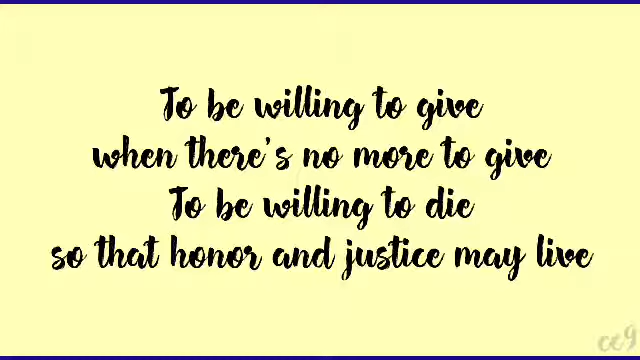 To be willing to give
when there's no more to give
To be willing to die
so that honor and justice may live
cc9